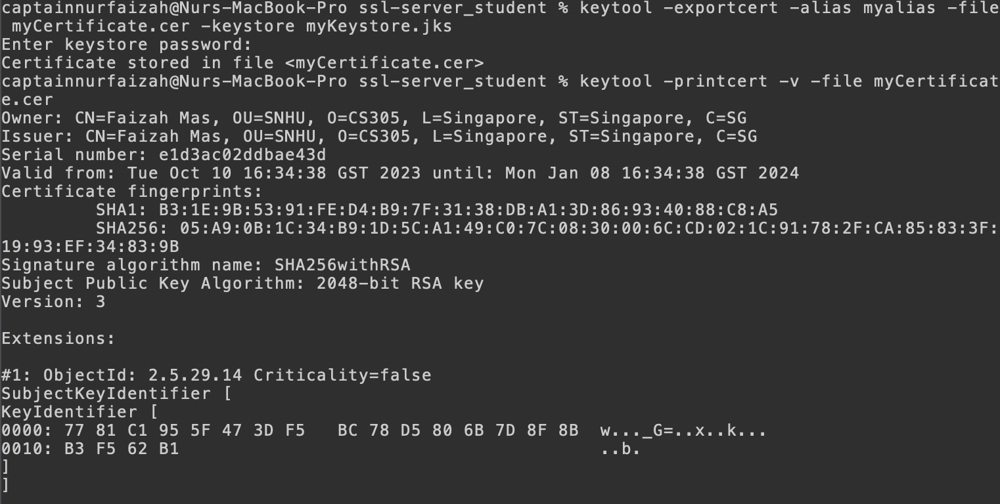 captainnurfaizah@Nurs-MacBook-Pro ssl-server_student % keytool -exportcert -alias myalias -file
 myCertificate.cer -keystore myKeystore.jks
Enter keystore password:
Certificate stored in file <myCertificate.cer>
captainnurfaizah@Nurs-MacBook-Pro ssl-server_student % keytool -printcert -v -file myCertificat
e.cer
Owner: CN=Faizah Mas, OU=SNHU, O=CS305, L=Singapore, ST=Singapore, C=SG
Issuer: CN=Faizah Mas, OU=SNHU, O=CS305, L=Singapore, ST=Singapore, C=SG
Serial number: e1d3ac02ddbae43d
Valid from: Tue Oct 10 16:34:38 GST 2023 until: Mon Jan 08 16:34:38 GST 2024
Certificate fingerprints:
         SHA1: B3:1E:9B:53:91:FE:D4:B9:7F:31:38:DB:A1:3D:86:93:40:88:C8:A5
         SHA256: 05:A9:0B:1C:34:B9:1D:5C:A1:49:C0:7C:08:30:00:6C:CD:02:1C:91:78:2F:CA:85:83:3F:
19:93:EF:34:83:9B
Signature algorithm name: SHA256withRSA
Subject Public Key Algorithm: 2048-bit RSA key
Version: 3

Extensions:

#1: ObjectId: 2.5.29.14 Criticality=false
SubjectKeyIdentifier [
KeyIdentifier [
0000: 77 81 C1 95 5F 47 3D F5   BC 78 D5 80 6B 7D 8F 8B  w..._G=..x..k...
0010: B3 F5 62 B1                                        ..b.
]
]